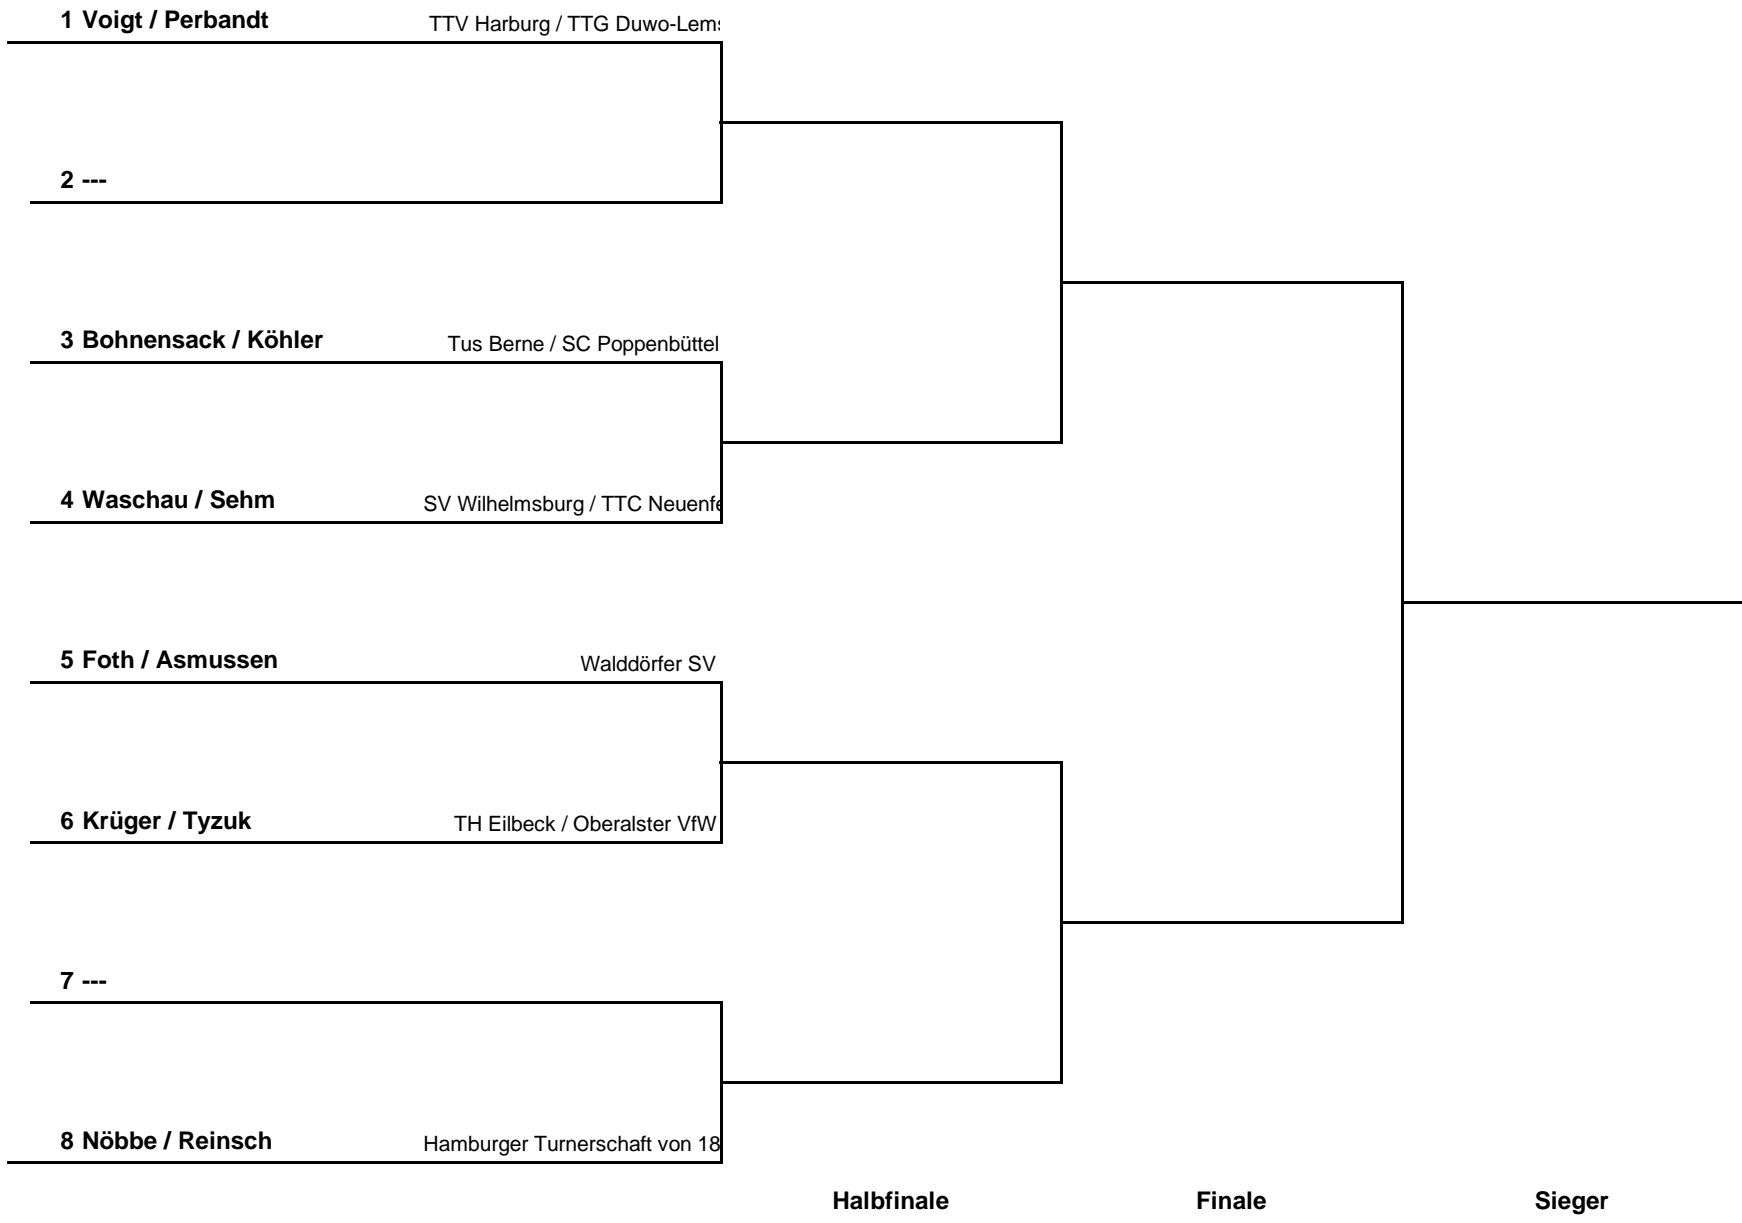 1 Voigt / Perbandt TTV Harburg / TTG Duwo-Lems
2 ---
3 Bohnensack / Köhler Tus Berne / SC Poppenbüttel
4 Waschau / Sehm SV Wilhelmsburg / TTC Neuenfe
5 Foth / Asmussen Walddörfer SV
6 Krüger / Tyzuk TH Eilbeck / Oberalster VfW
7 ---
8 Nöbbe / Reinsch Hamburger Turnerschaft von 18
Halbfinale Finale Sieger